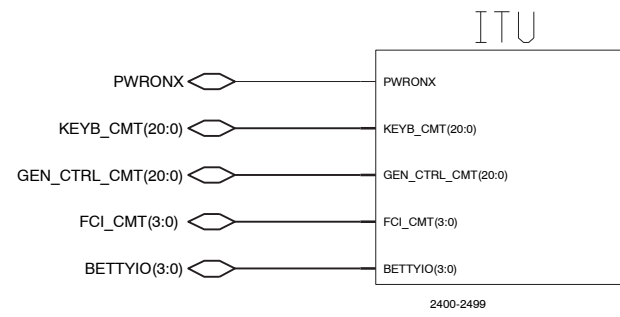 ITU
PWRONX PWRONX
KEYB_CMT(20:0) KEYB_CMT(20:0)
GEN_CTRL_CMT(20:0) GEN_CTRL_CMT(20:0)
FCI_CMT(3:0) FCI_CMT(3:0)
BETTYIO(3:0) BETTYIO(3:0)
2400-2499